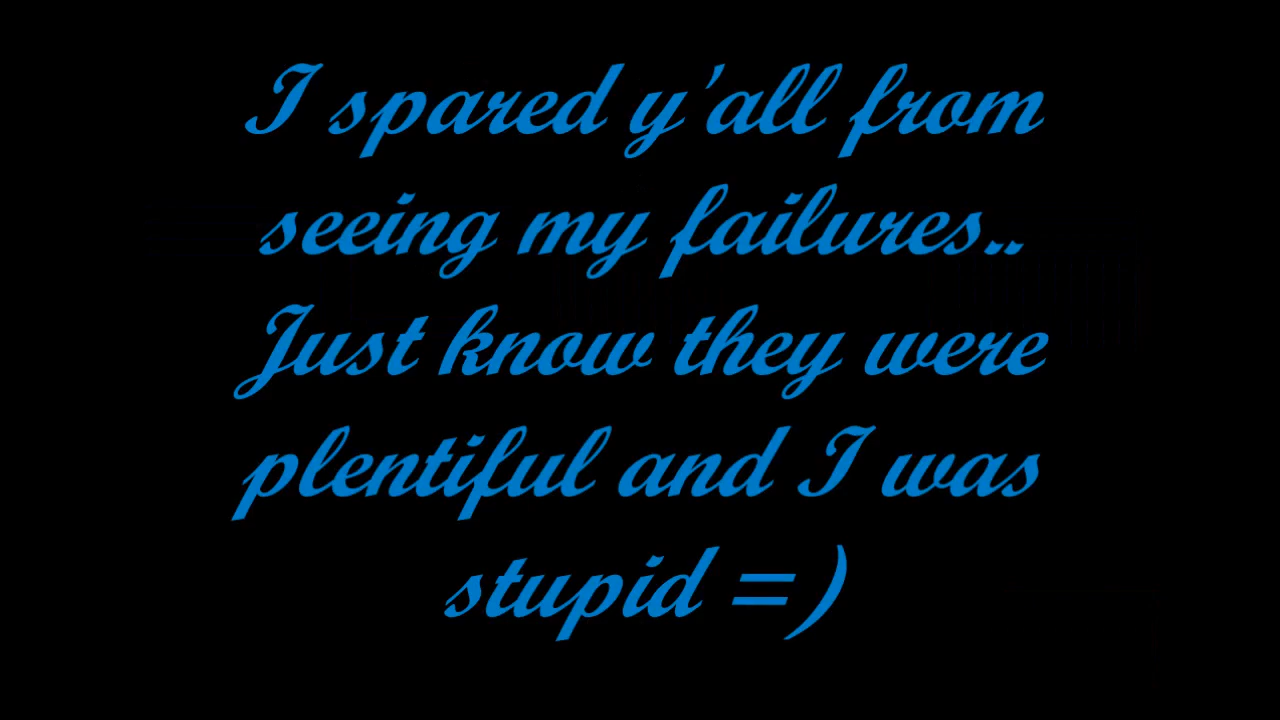 I spared y'all from
seeing my failures..
Just know they were
plentiful and I was
stupid =)